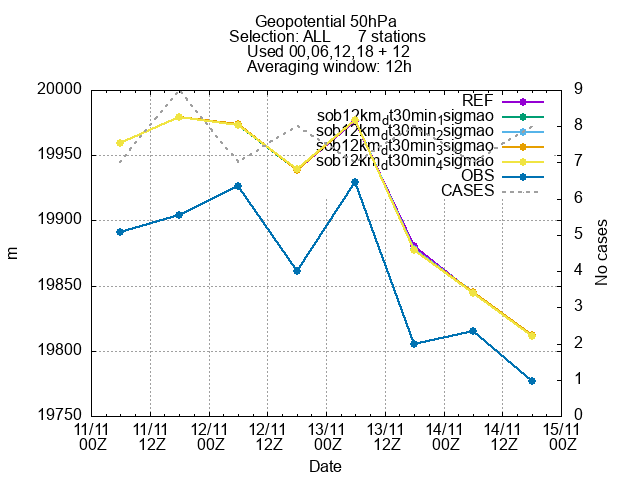 Geopotential 50hPa
Selection: ALL 7 stations
Used 00,06,12,18 + 12
Averaging window: 12h
REF
sob12km_dt30min_1sigmao
sob12km_dt30min_2sigmao
sob12km_dt30min_3sigmao
sob12km_dt30min_4sigmao
OBS
CASES
20000
19950
19900
19850
19800
19750
m
9
8
7
6
5
4
3
2
1
0
No cases
11/11 11/11 12/11 12/11 13/11 13/11 14/11 14/11 15/11
00Z 12Z 00Z 12Z 00Z 12Z 00Z 12Z 00Z
Date